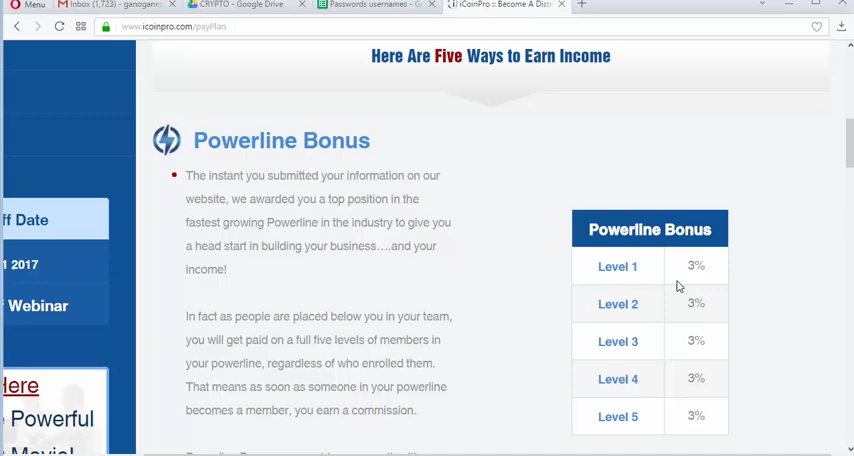 Menu
Inbox (1,723) - ganoganes
CRYPTO - Google Drive
Passwords usernames - G
iCoinPro :: Become A Distri
www.icoinpro.com/payPlan
Here Are Five Ways to Earn Income
Powerline Bonus
The instant you submitted your information on our
website, we awarded you a top position in the
fastest growing Powerline in the industry to give you
a head start in building your business….and your
income!
In fact as people are placed below you in your team,
you will get paid on a full five levels of members in
your powerline, regardless of who enrolled them.
That means as soon as someone in your powerline
becomes a member, you earn a commission.
Powerline Bonus
Level 1 3%
Level 2 3%
Level 3 3%
Level 4 3%
Level 5 3%
ff Date
1 2017
f Webinar
Here
Powerful
Movie!